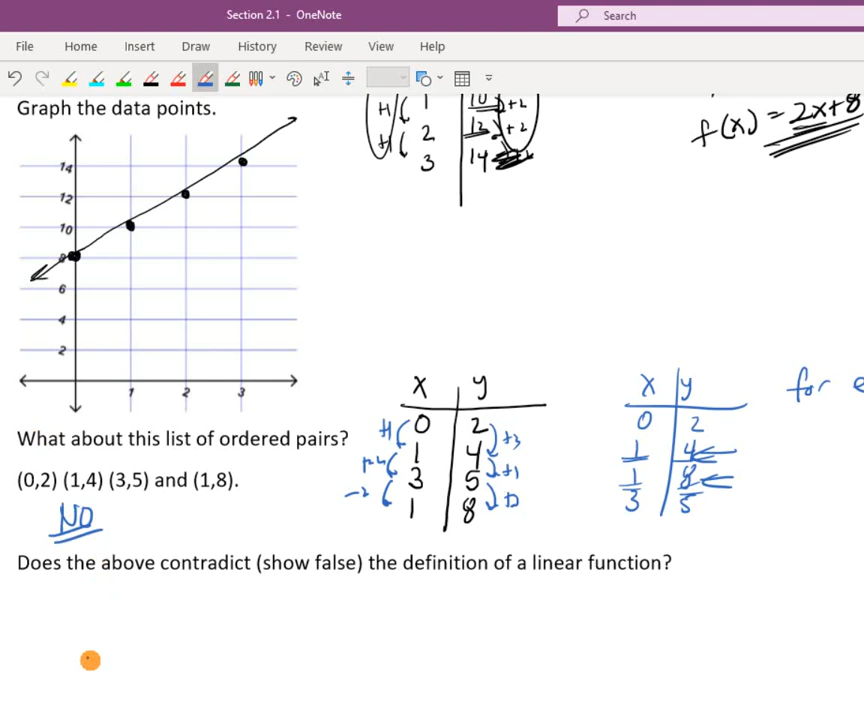 Section 2.1 - OneNote
Search
File Home Insert Draw History Review View Help
Graph the data points.
1 10 +2
2 12 +2
3 14
f(x) = 2x+8
14
12
10
8
6
4
2
1 2 3
x y
0 2
1 4
3 5
1 8
+1
+3
+1
x y
0 2
1 4
1 8
3 5
for
What about this list of ordered pairs?
(0,2) (1,4) (3,5) and (1,8).
NO
Does the above contradict (show false) the definition of a linear function?